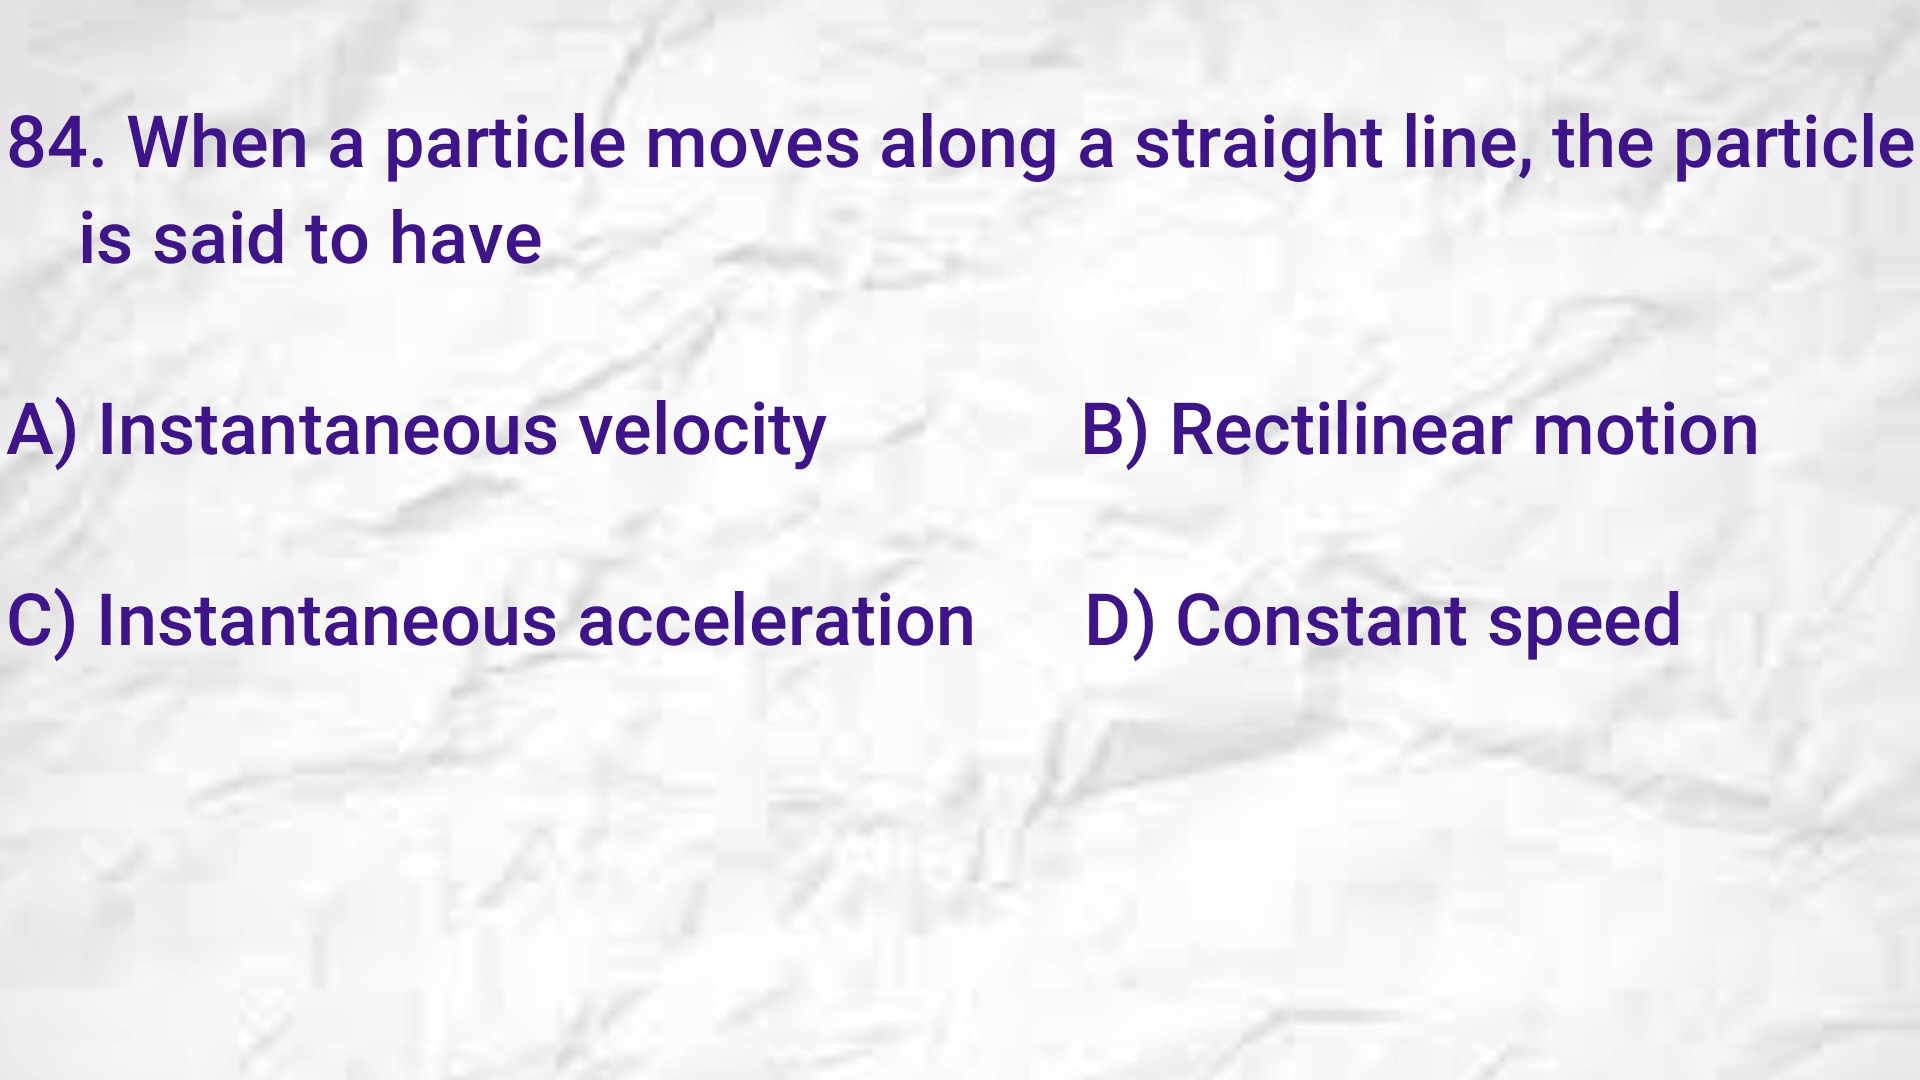 84. When a particle moves along a straight line, the particle
is said to have
A) Instantaneous velocity B) Rectilinear motion
C) Instantaneous acceleration D) Constant speed